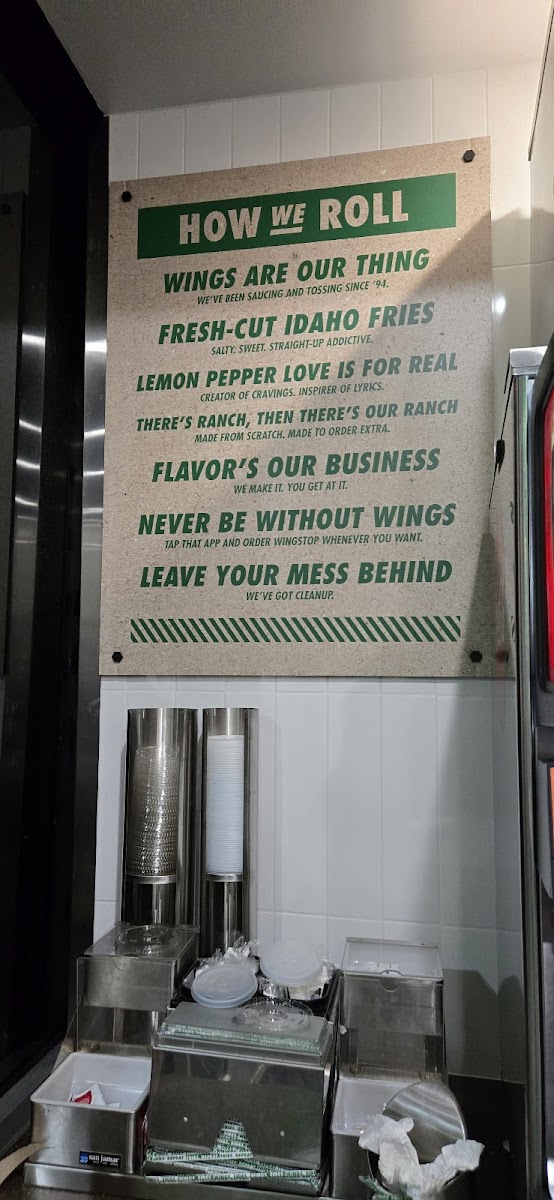 HOW WE ROLL
WINGS ARE OUR THING
WE'VE BEEN SAUCING AND TOSSING SINCE '94.
FRESH-CUT IDAHO FRIES
SALTY. SWEET. STRAIGHT-UP ADDICTIVE.
LEMON PEPPER LOVE IS FOR REAL
CREATOR OF CRAVINGS. INSPIRER OF LYRICS.
THERE'S RANCH, THEN THERE'S OUR RANCH
MADE FROM SCRATCH. MADE TO ORDER EXTRA.
FLAVOR'S OUR BUSINESS
WE MAKE IT. YOU GET AT IT.
NEVER BE WITHOUT WINGS
TAP THAT APP AND ORDER WINGSTOP WHENEVER YOU WANT.
LEAVE YOUR MESS BEHIND
WE'VE GOT CLEANUP.
san jamar